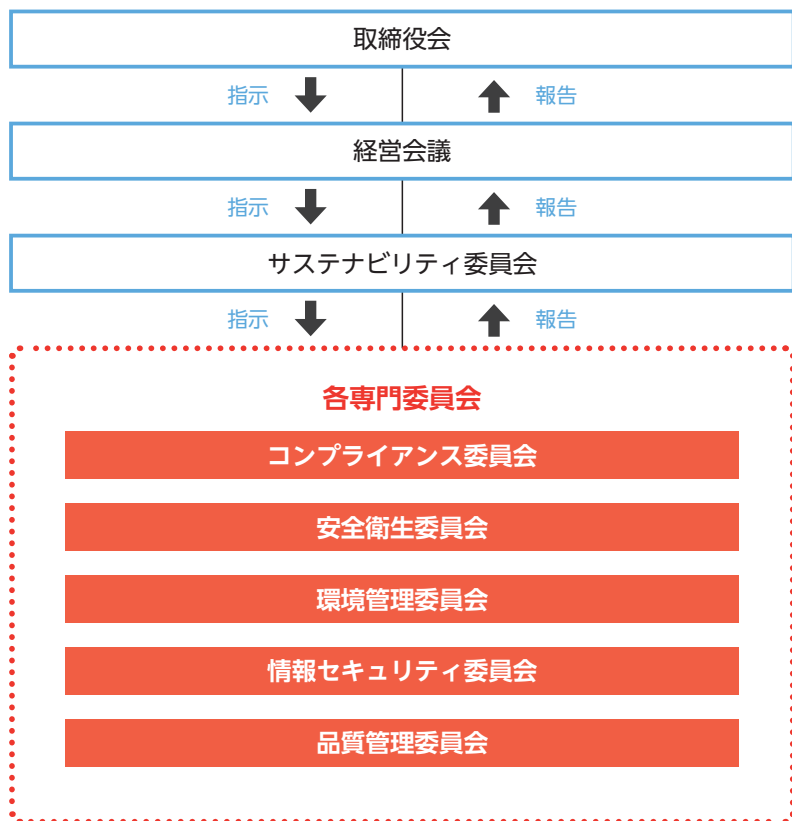 取締役会
指示 報告
経営会議
指示 報告
サステナビリティ委員会
指示 報告
各専門委員会
コンプライアンス委員会
安全衛生委員会
環境管理委員会
情報セキュリティ委員会
品質管理委員会